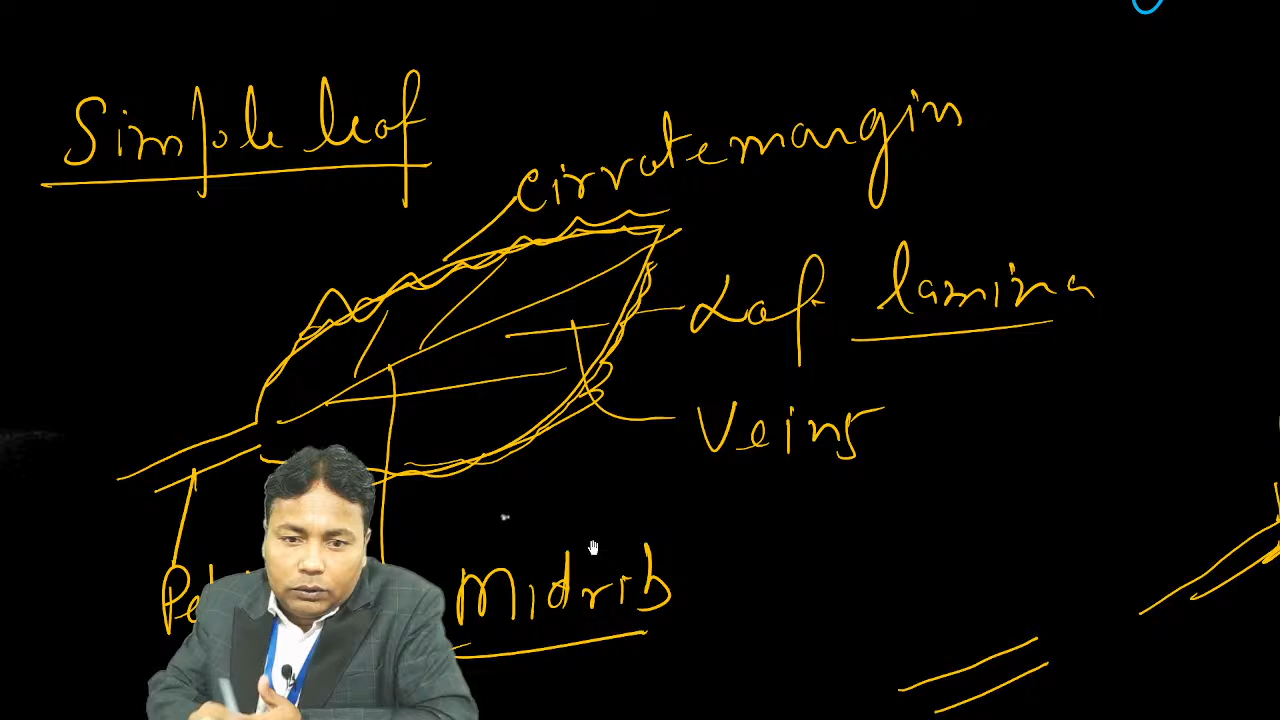 Simple leaf
Cirrate margin
Leaf lamina
Veins
Midrib